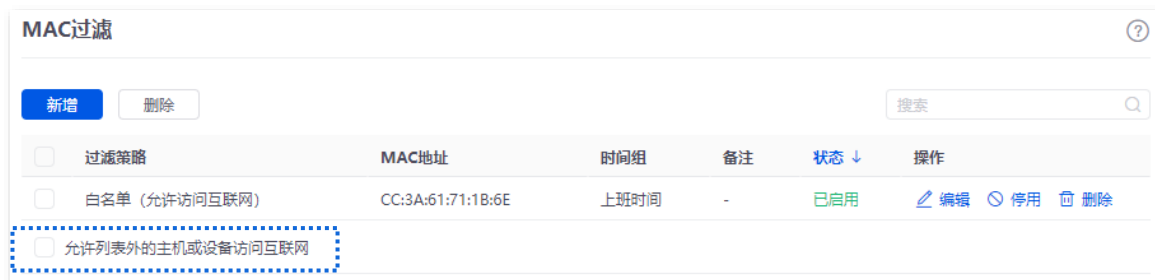 MAC过滤
新增 删除 搜索
过滤策略 MAC地址 时间组 备注 状态 ↓ 操作
白名单（允许访问互联网） CC:3A:61:71:1B:6E 上班时间 - 已启用 编辑 停用 删除
允许列表外的主机或设备访问互联网